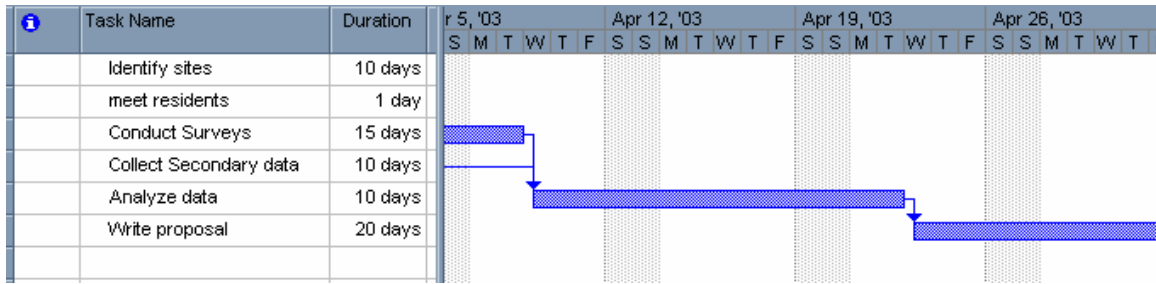 Task Name Duration r 5, '03 Apr 12, '03 Apr 19, '03 Apr 26, '03
S M T W T F S S M T W T F S S M T W T F S S M T W T
Identify sites 10 days
meet residents 1 day
Conduct Surveys 15 days
Collect Secondary data 10 days
Analyze data 10 days
Write proposal 20 days